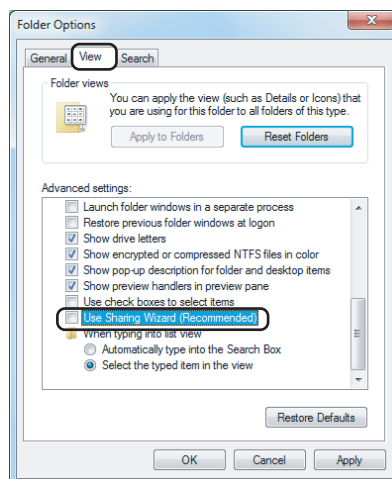 Folder Options
General View Search
Folder views
You can apply the view (such as Details or Icons) that
you are using for this folder to all folders of this type.
Apply to Folders Reset Folders
Advanced settings:
Launch folder windows in a separate process
Restore previous folder windows at logon
Show drive letters
Show encrypted or compressed NTFS files in color
Show pop-up description for folder and desktop items
Show preview handlers in preview pane
Use check boxes to select items
Use Sharing Wizard (Recommended)
When typing into list view
Automatically type into the Search Box
Select the typed item in the view
Restore Defaults
OK Cancel Apply